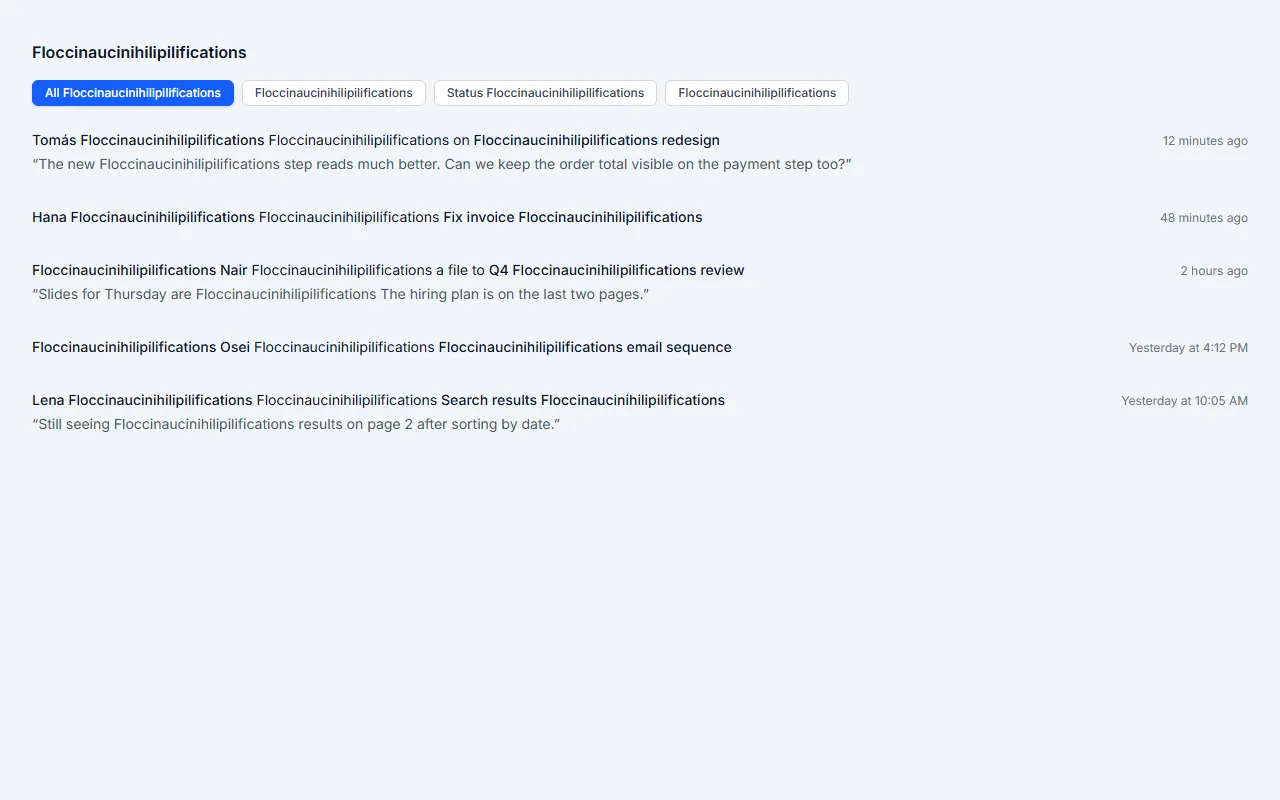 Floccinaucinihilipilifications
All Floccinaucinihilipilifications
Floccinaucinihilipilifications
Status Floccinaucinihilipilifications
Floccinaucinihilipilifications
Tomás Floccinaucinihilipilifications Floccinaucinihilipilifications on Floccinaucinihilipilifications redesign
12 minutes ago
“The new Floccinaucinihilipilifications step reads much better. Can we keep the order total visible on the payment step too?”
Hana Floccinaucinihilipilifications Floccinaucinihilipilifications Fix invoice Floccinaucinihilipilifications
48 minutes ago
Floccinaucinihilipilifications Nair Floccinaucinihilipilifications a file to Q4 Floccinaucinihilipilifications review
2 hours ago
“Slides for Thursday are Floccinaucinihilipilifications The hiring plan is on the last two pages.”
Floccinaucinihilipilifications Osei Floccinaucinihilipilifications Floccinaucinihilipilifications email sequence
Yesterday at 4:12 PM
Lena Floccinaucinihilipilifications Floccinaucinihilipilifications Search results Floccinaucinihilipilifications
Yesterday at 10:05 AM
“Still seeing Floccinaucinihilipilifications results on page 2 after sorting by date.”